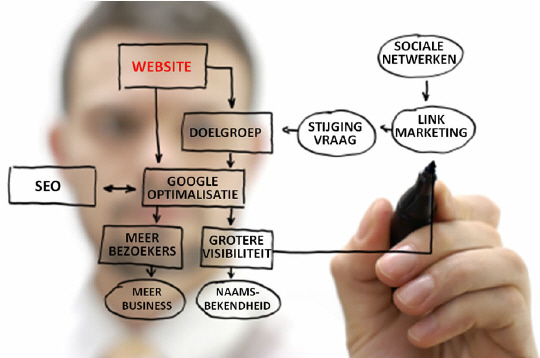 WEBSITE
SOCIALE
NETWERKEN
DOELGROEP
STIJGING
VRAAG
LINK
MARKETING
SEO
GOOGLE
OPTIMALISATIE
MEER
BEZOEKERS
GROTERE
VISIBILITEIT
MEER
BUSINESS
NAAMS-
BEKENDHEID